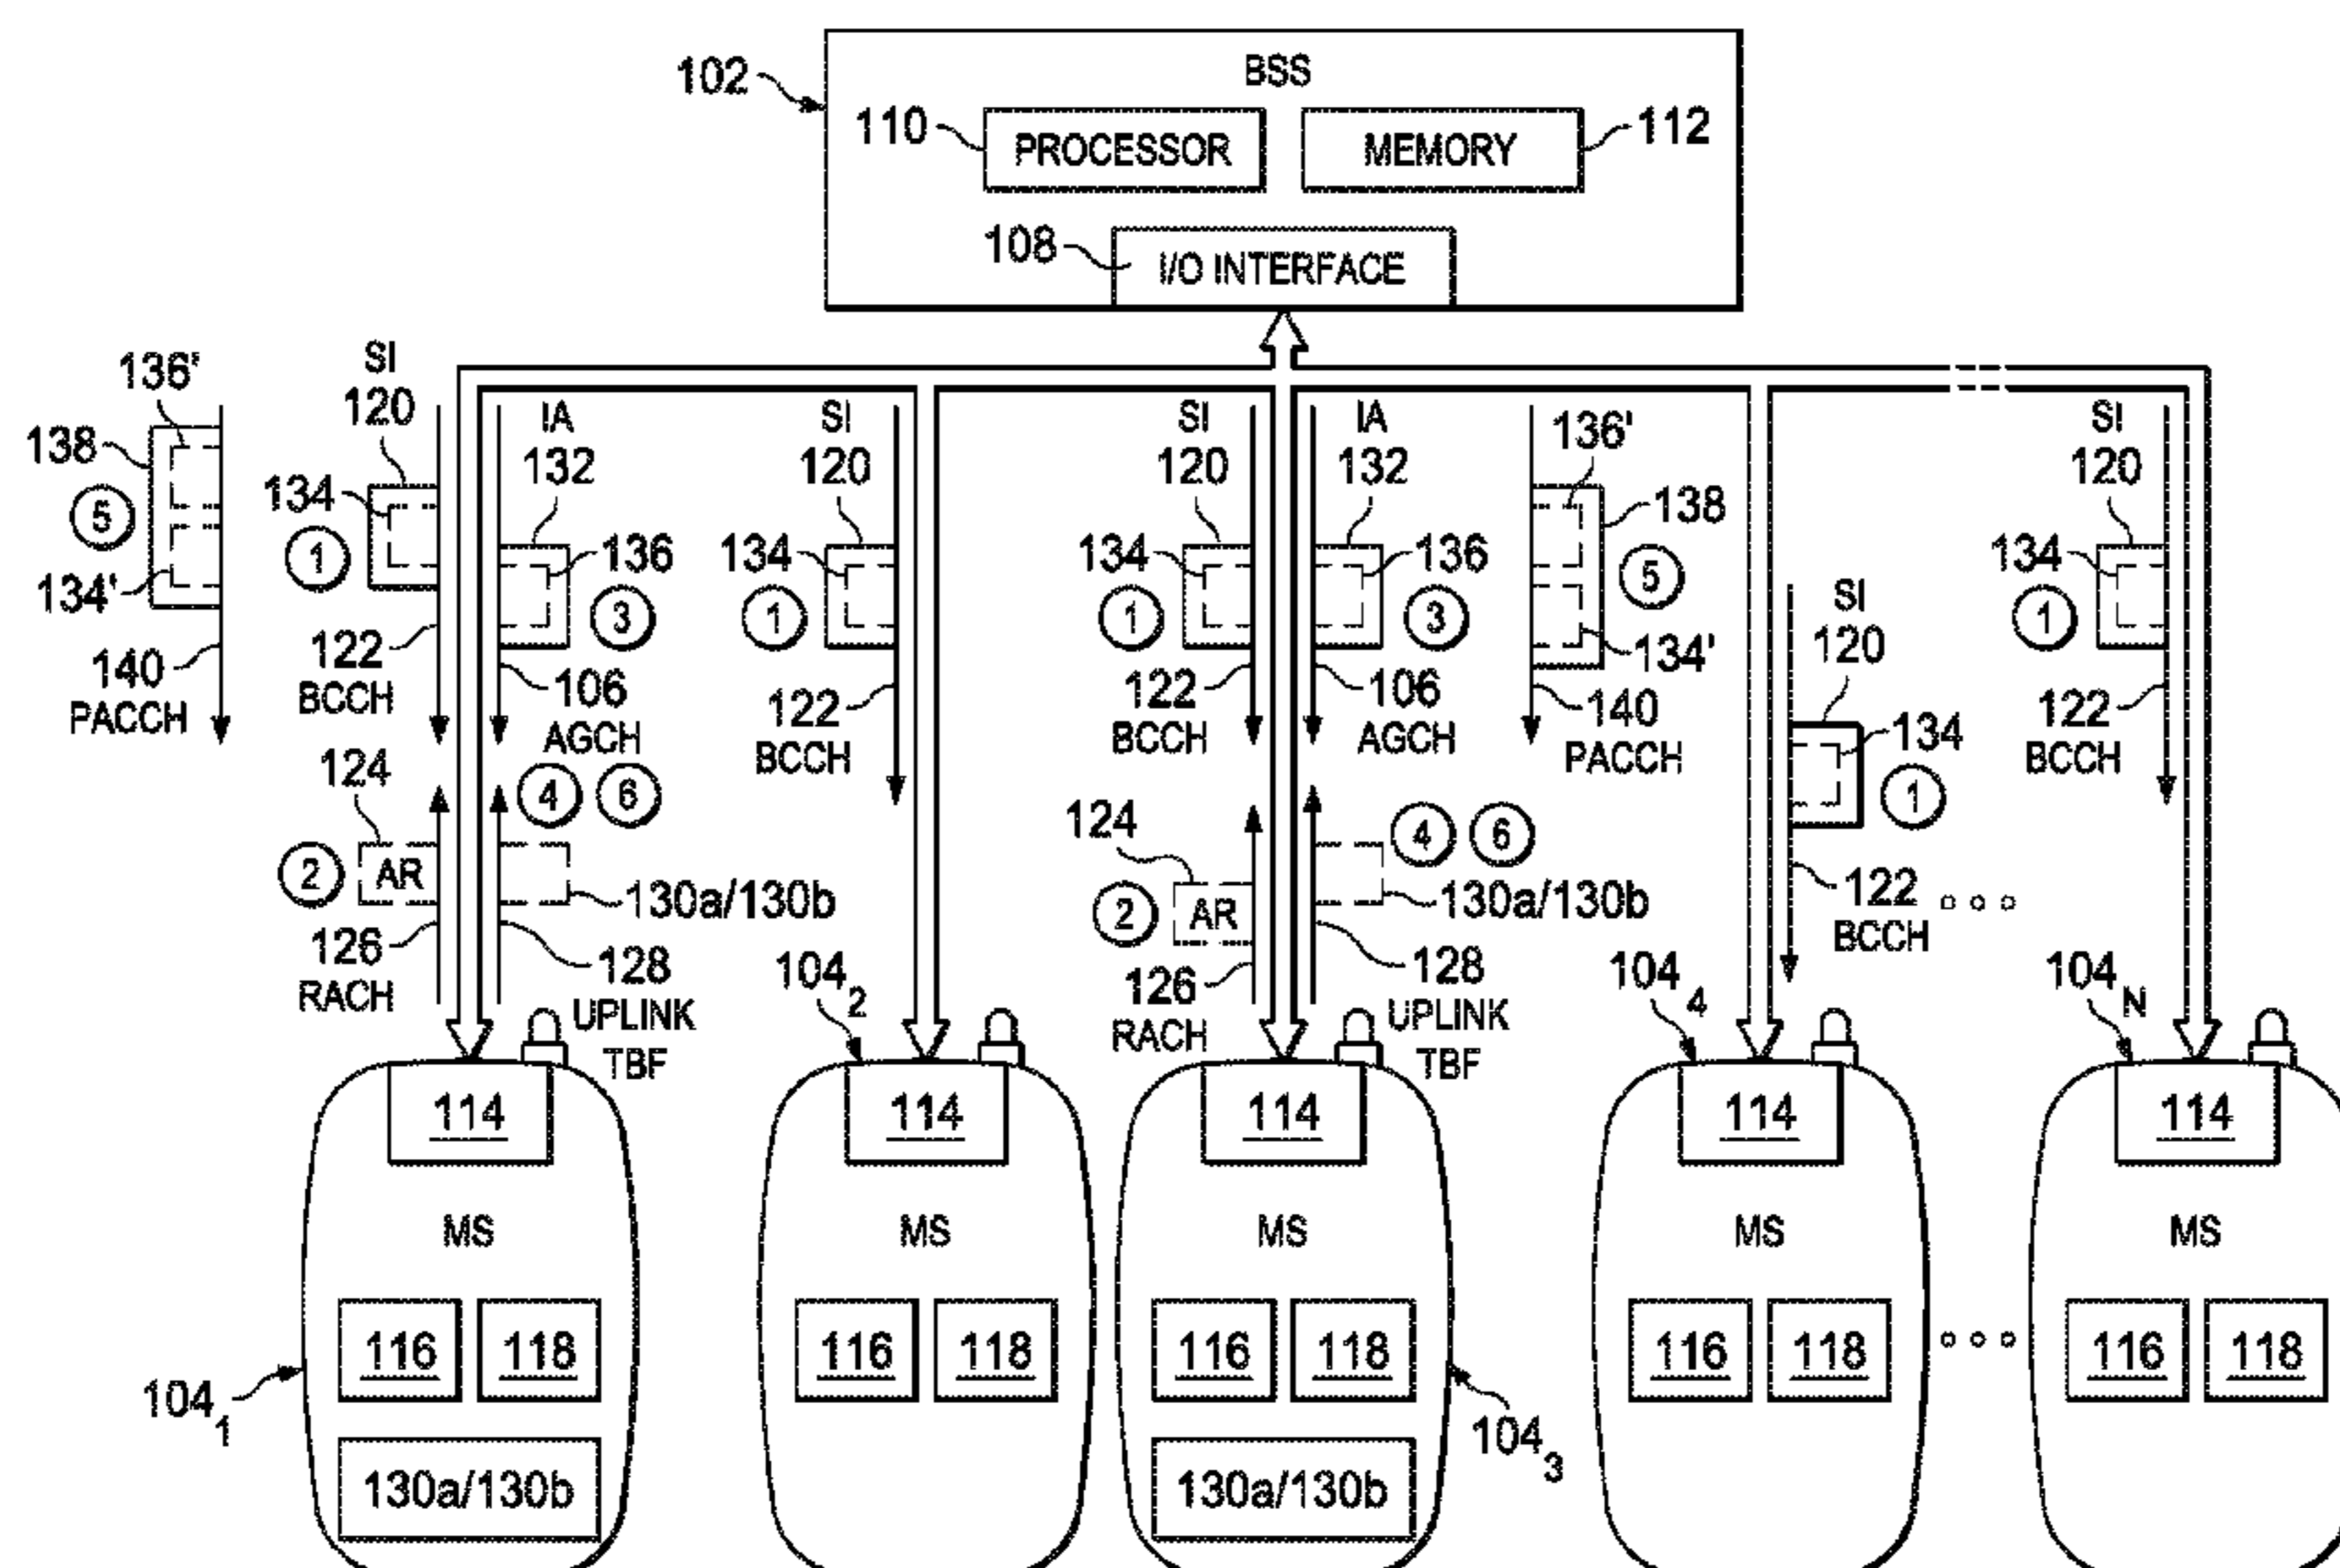 102
BSS
110
PROCESSOR
MEMORY
112
108
I/O INTERFACE
136'
138
5
134'
140
PACCH
SI
120
134
1
122
BCCH
IA
132
136
3
106
AGCH
4
6
124
2
AR
126
RACH
130a/130b
128
UPLINK
TBF
SI
120
134
1
122
BCCH
SI
120
134
1
122
BCCH
IA
132
136
3
106
AGCH
136'
138
5
134'
140
PACCH
124
2
AR
126
RACH
4
6
130a/130b
128
UPLINK
TBF
SI
120
134
1
122
BCCH
SI
120
134
1
122
BCCH
104 1
114
MS
116
118
130a/130b
104 2
114
MS
116
118
104 3
114
MS
116
118
130a/130b
104 4
114
MS
116
118
104 N
114
MS
116
118